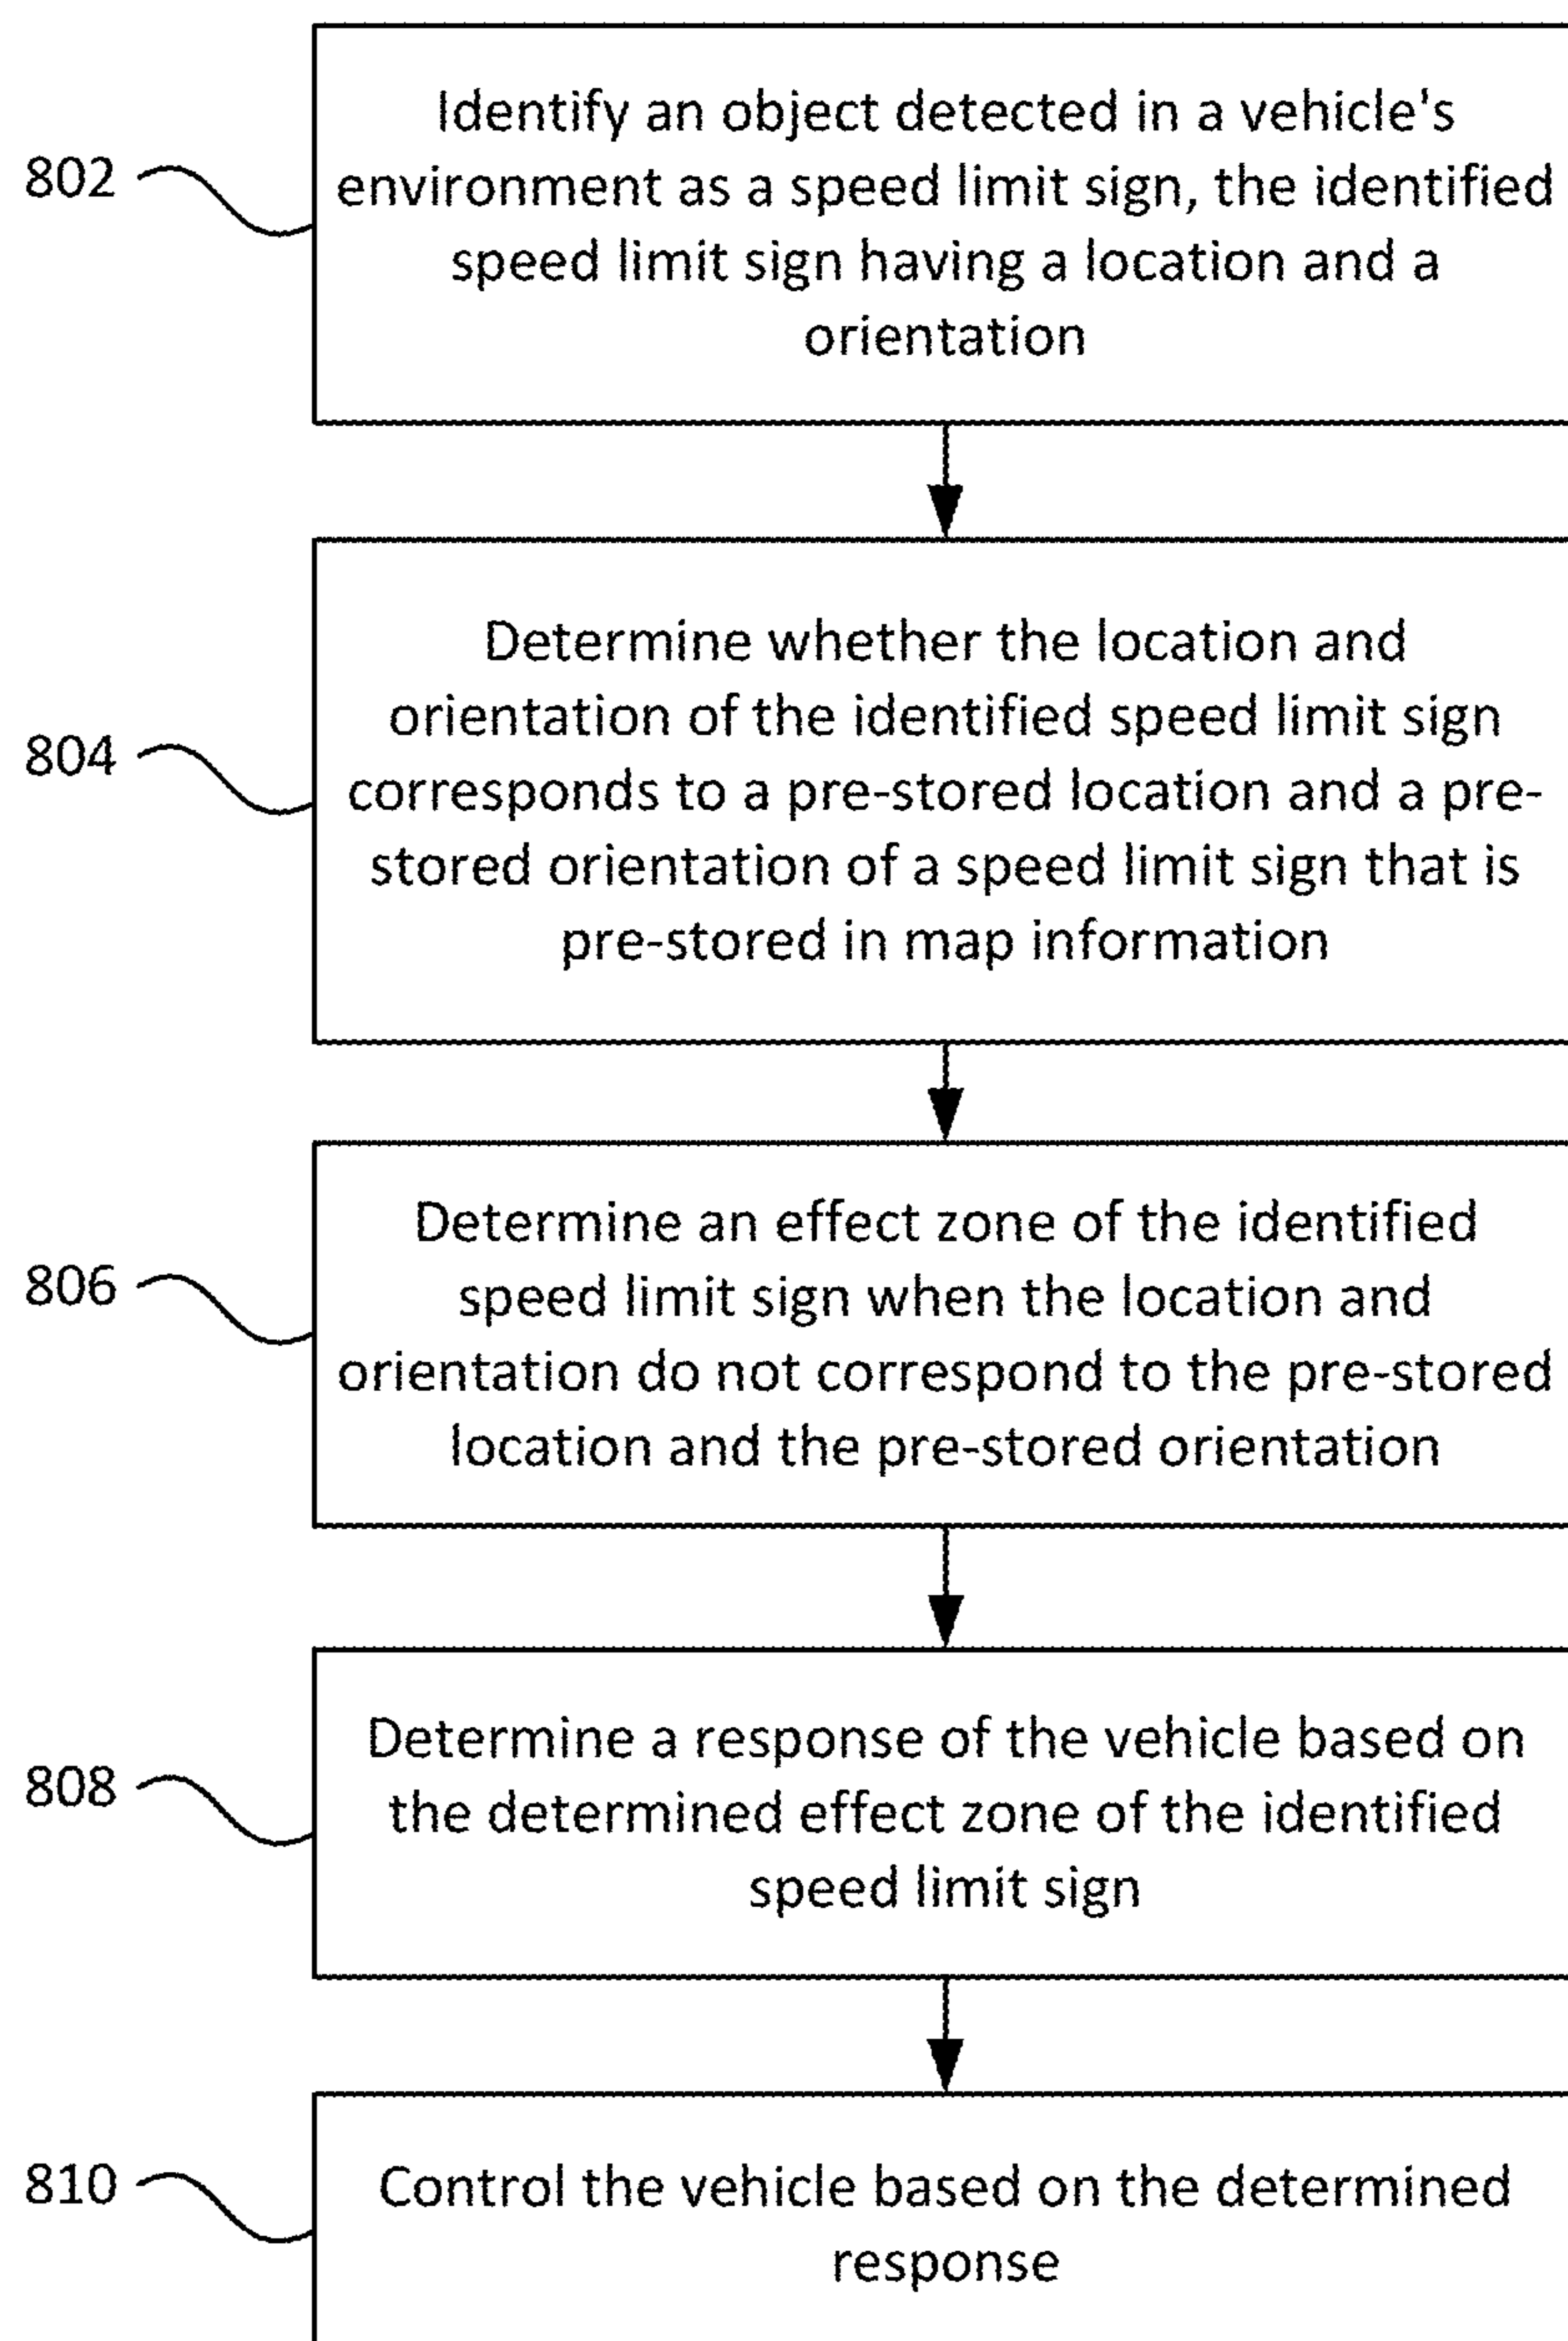 802
Identify an object detected in a vehicle's
environment as a speed limit sign, the identified
speed limit sign having a location and a
orientation
804
Determine whether the location and
orientation of the identified speed limit sign
corresponds to a pre-stored location and a pre-
stored orientation of a speed limit sign that is
pre-stored in map information
806
Determine an effect zone of the identified
speed limit sign when the location and
orientation do not correspond to the pre-stored
location and the pre-stored orientation
808
Determine a response of the vehicle based on
the determined effect zone of the identified
speed limit sign
810
Control the vehicle based on the determined
response